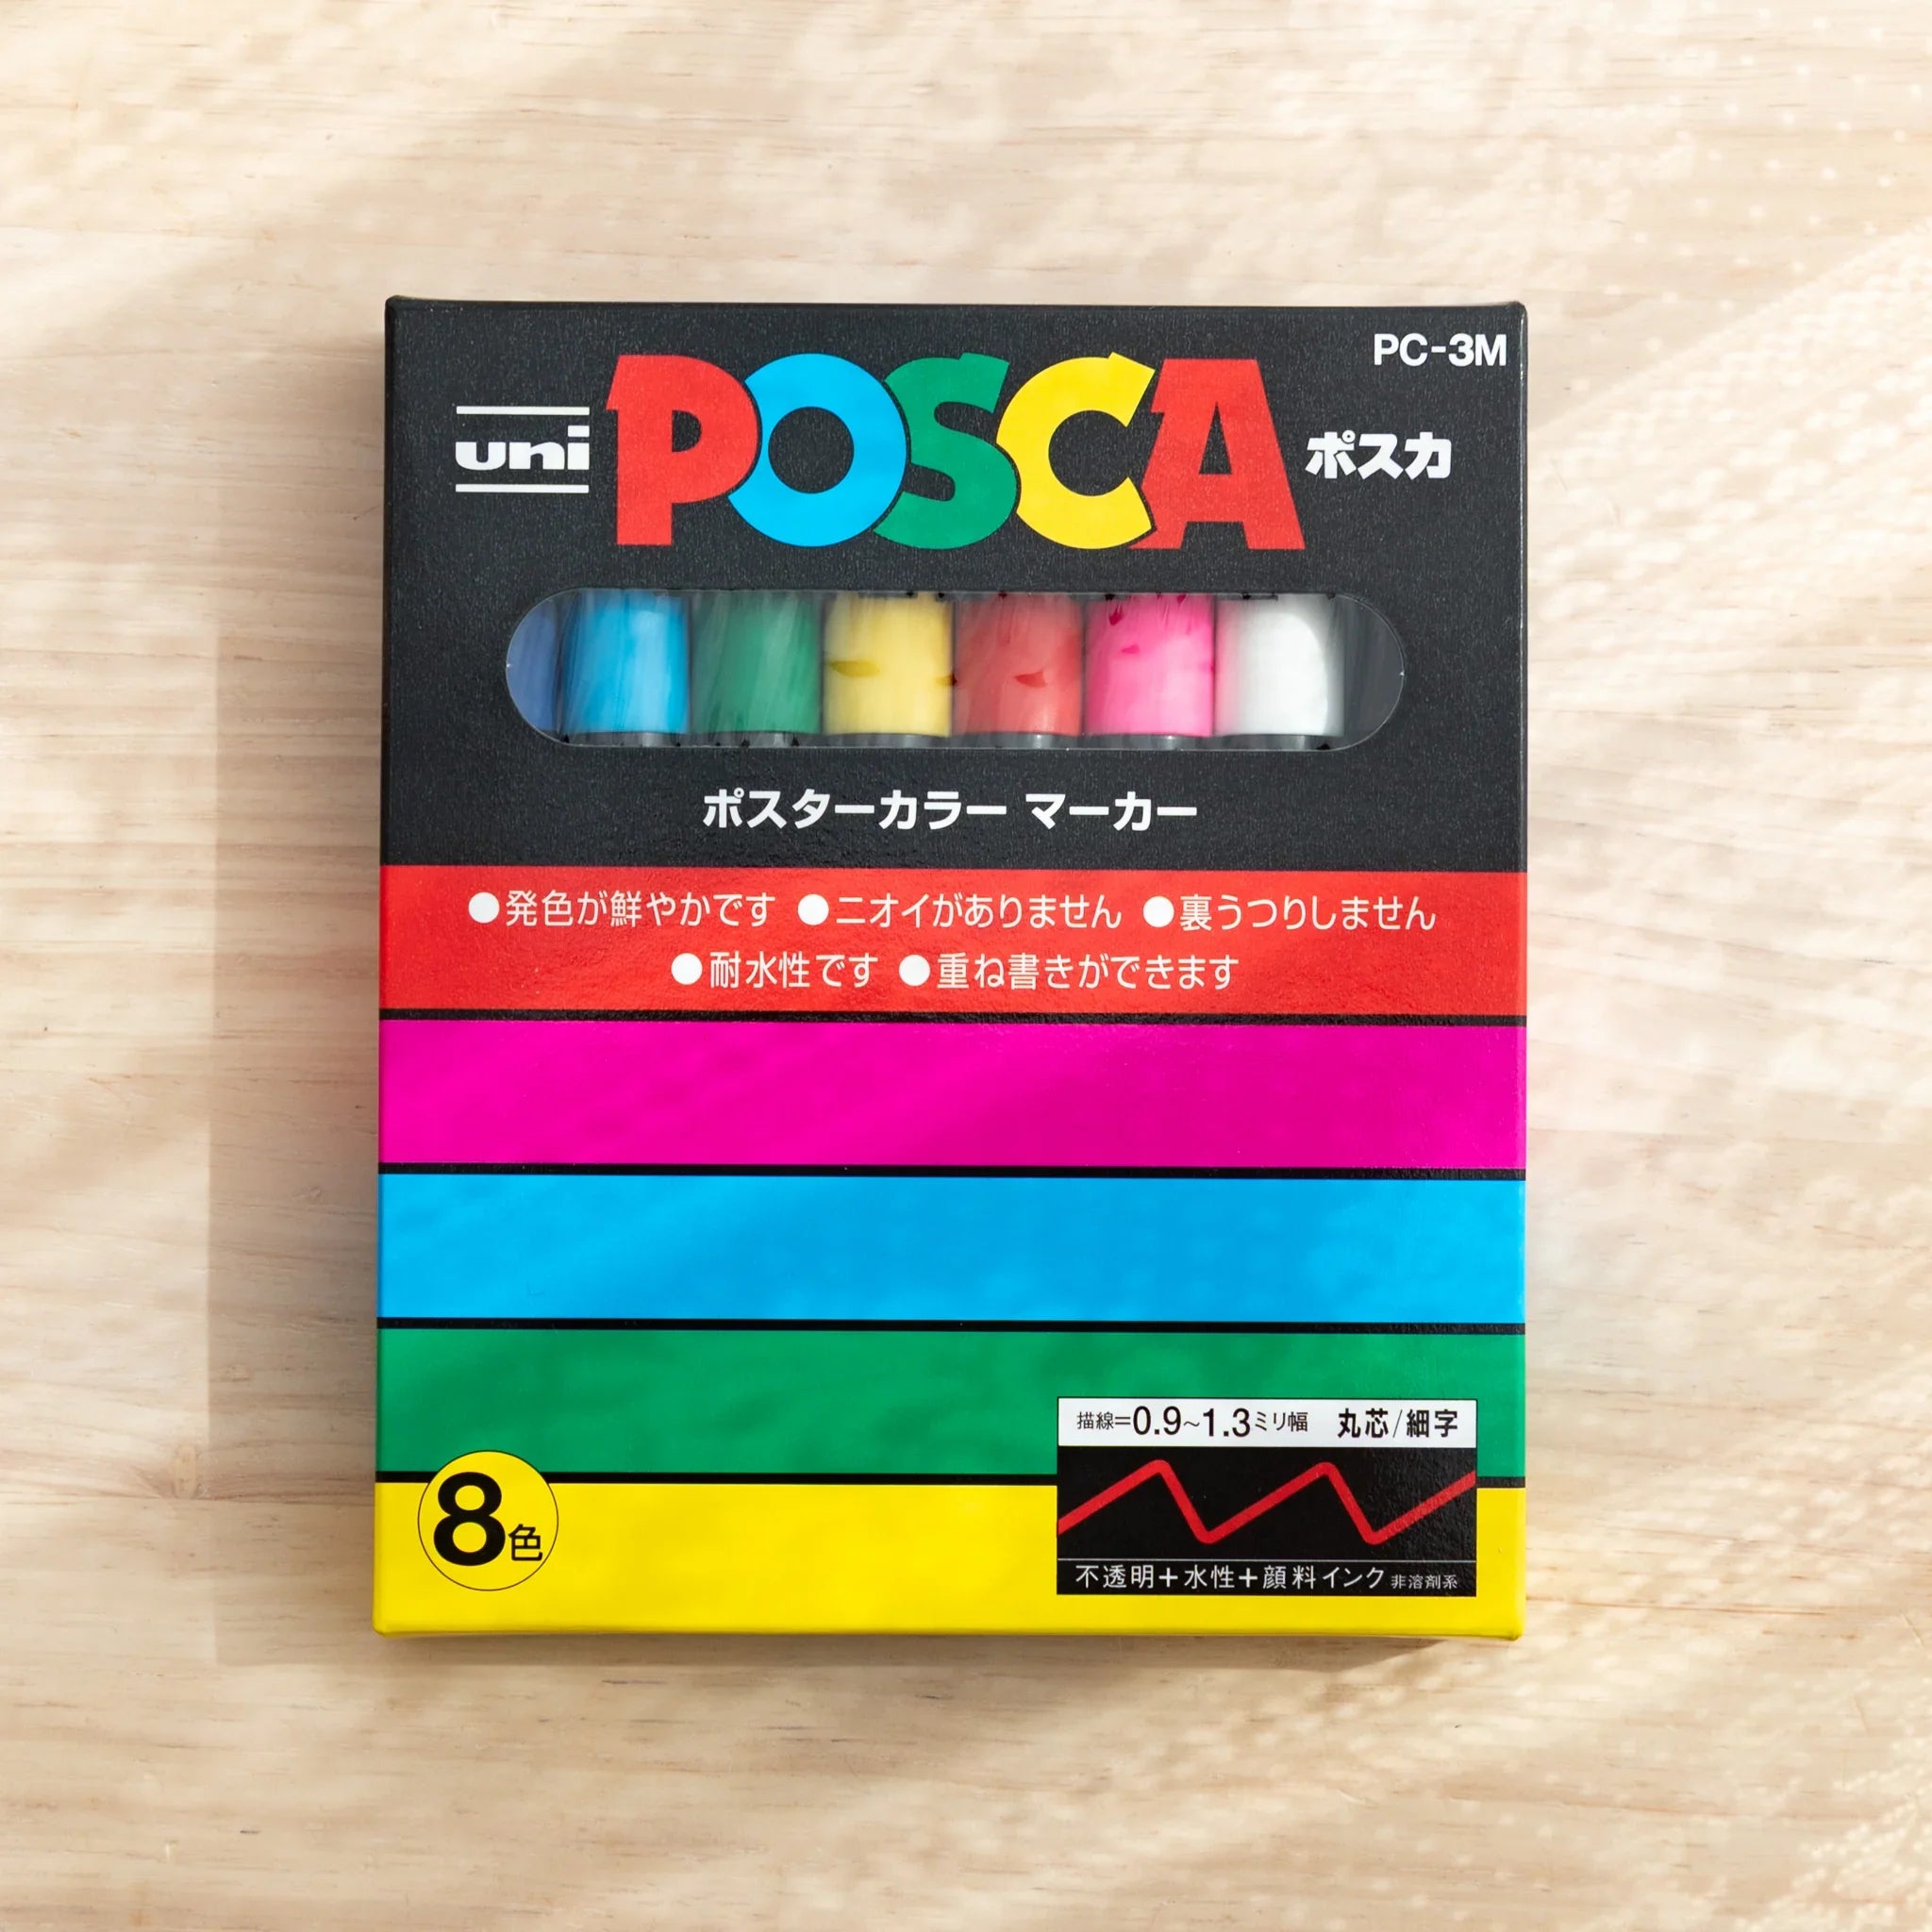 PC-3M
uni POSCA ポスカ
ポスターカラー マーカー
●発色が鮮やかです ●ニオイがありません ●裏うつりしません
●耐水性です ●重ね書きができます
描線=0.9~1.3ミリ幅 丸芯/細字
8色
不透明+水性+顔料インク 非溶剤系